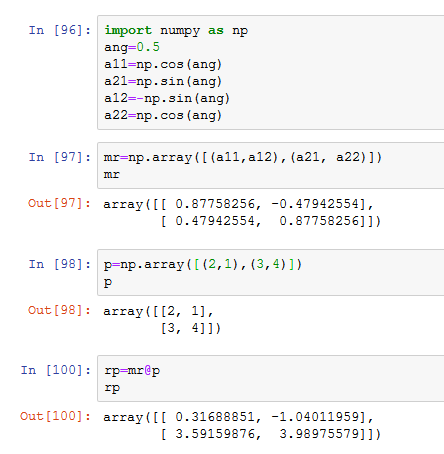 In [96]: import numpy as np
ang=0.5
a11=np.cos(ang)
a21=np.sin(ang)
a12=-np.sin(ang)
a22=np.cos(ang)
In [97]: mr=np.array([(a11,a12),(a21, a22)])
mr
Out[97]: array([[ 0.87758256, -0.47942554],
[ 0.47942554,  0.87758256]])
In [98]: p=np.array([(2,1),(3,4)])
p
Out[98]: array([[2, 1],
[3, 4]])
In [100]: rp=mr@p
rp
Out[100]: array([[ 0.31688851, -1.04011959],
[ 3.59159876,  3.98975579]])